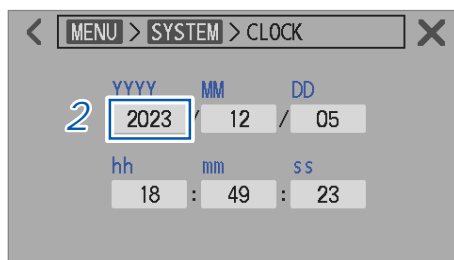 MENU > SYSTEM > CLOCK
YYYY MM DD
2 2023 / 12 / 05
hh mm ss
18 : 49 : 23